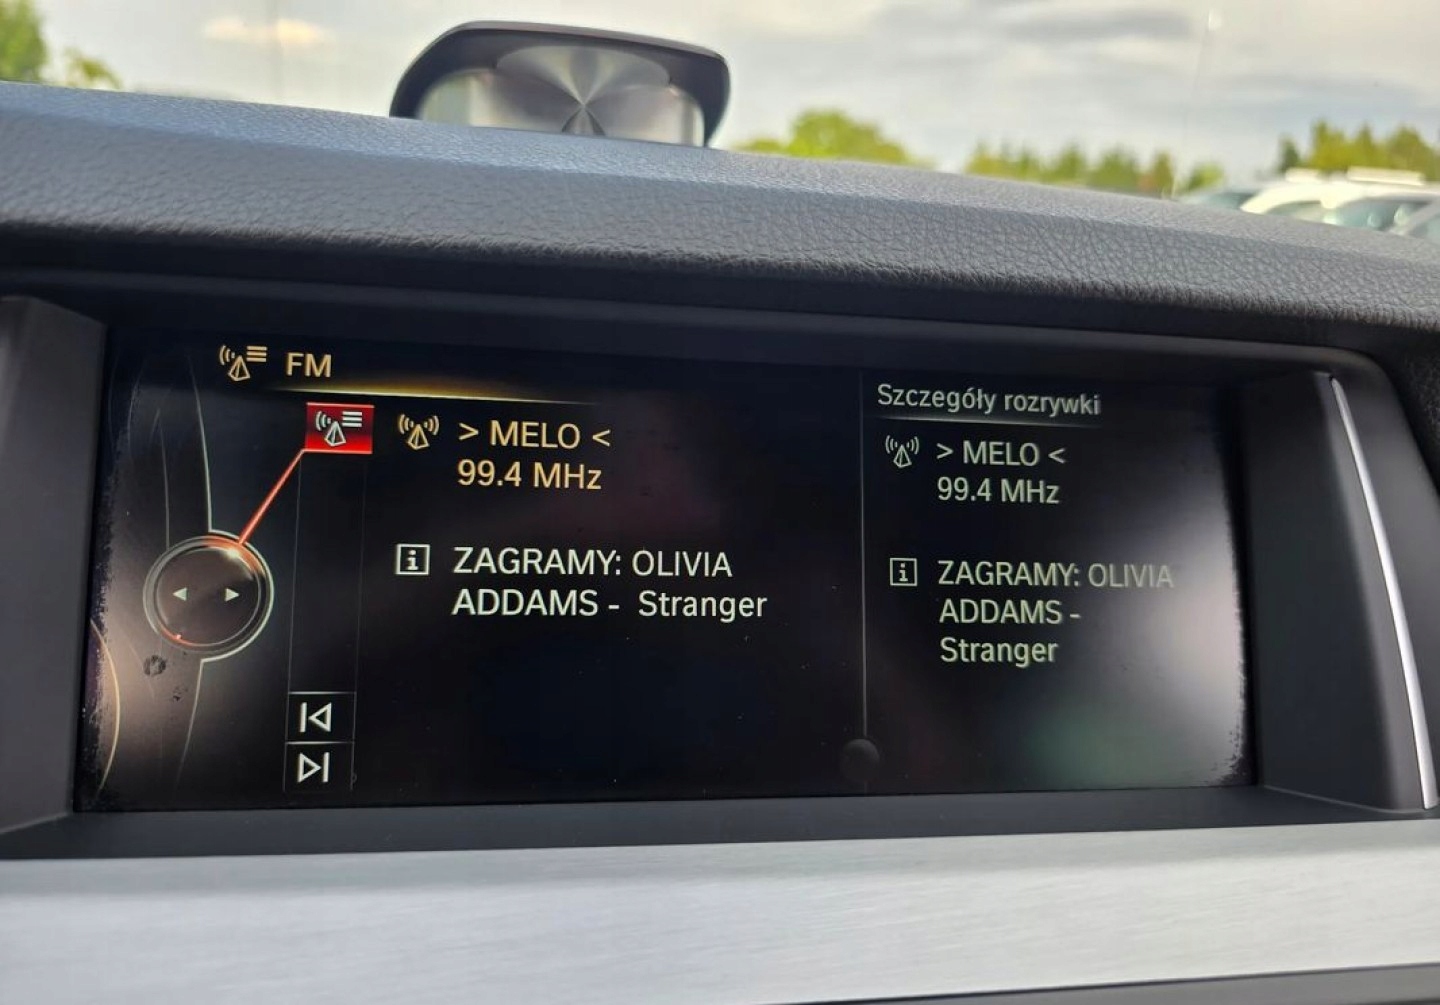 FM
> MELO <
99.4 MHz
ZAGRAMY: OLIVIA
ADDAMS - Stranger
Szczegóły rozrywki
> MELO <
99.4 MHz
ZAGRAMY: OLIVIA
ADDAMS -
Stranger